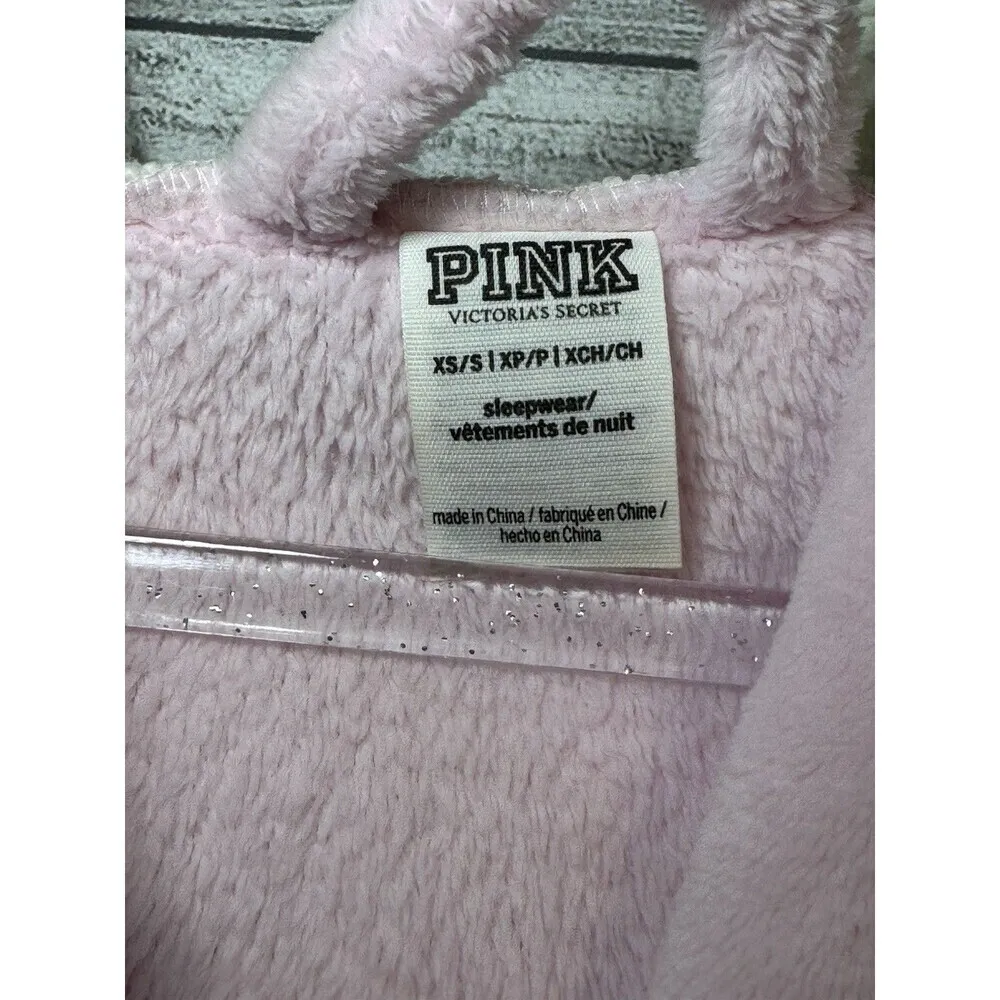 PINK
VICTORIA'S SECRET
XS/S | XP/P | XCH/CH
sleepwear/
vêtements de nuit
made in China / fabriqué en Chine /
hecho en China